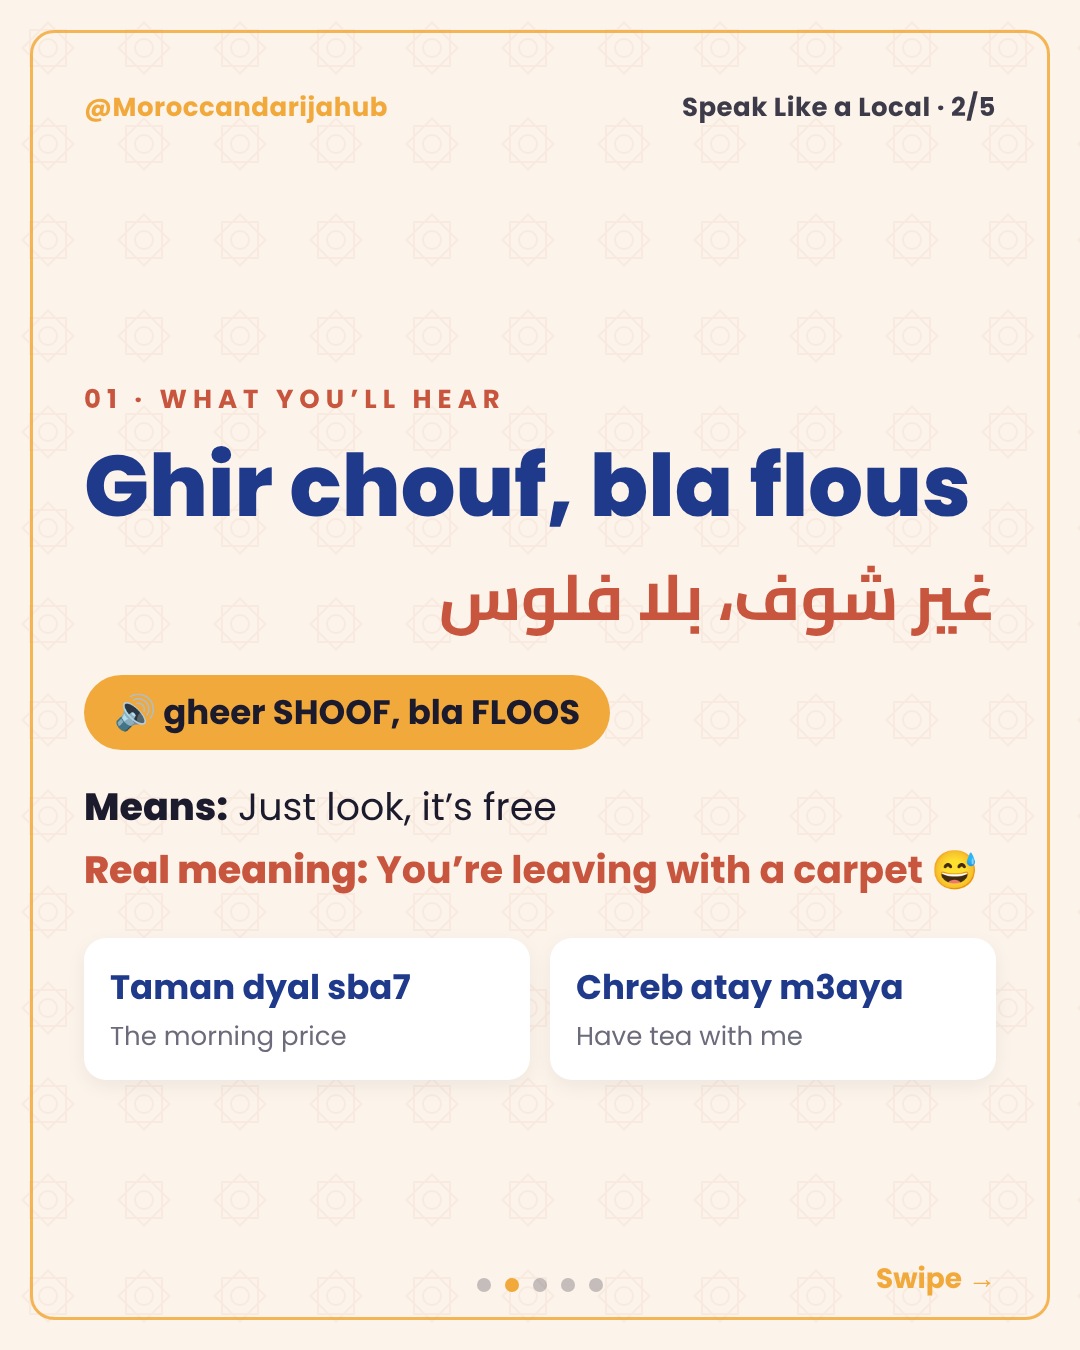 @Moroccandarijahub
Speak Like a Local · 2/5
01 · WHAT YOU’LL HEAR
Ghir chouf, bla flous
غير شوف، بلا فلوس
🔊 gheer SHOOF, bla FLOOS
Means: Just look, it’s free
Real meaning: You’re leaving with a carpet 😅
Taman dyal sba7
The morning price
Chreb atay m3aya
Have tea with me
Swipe →